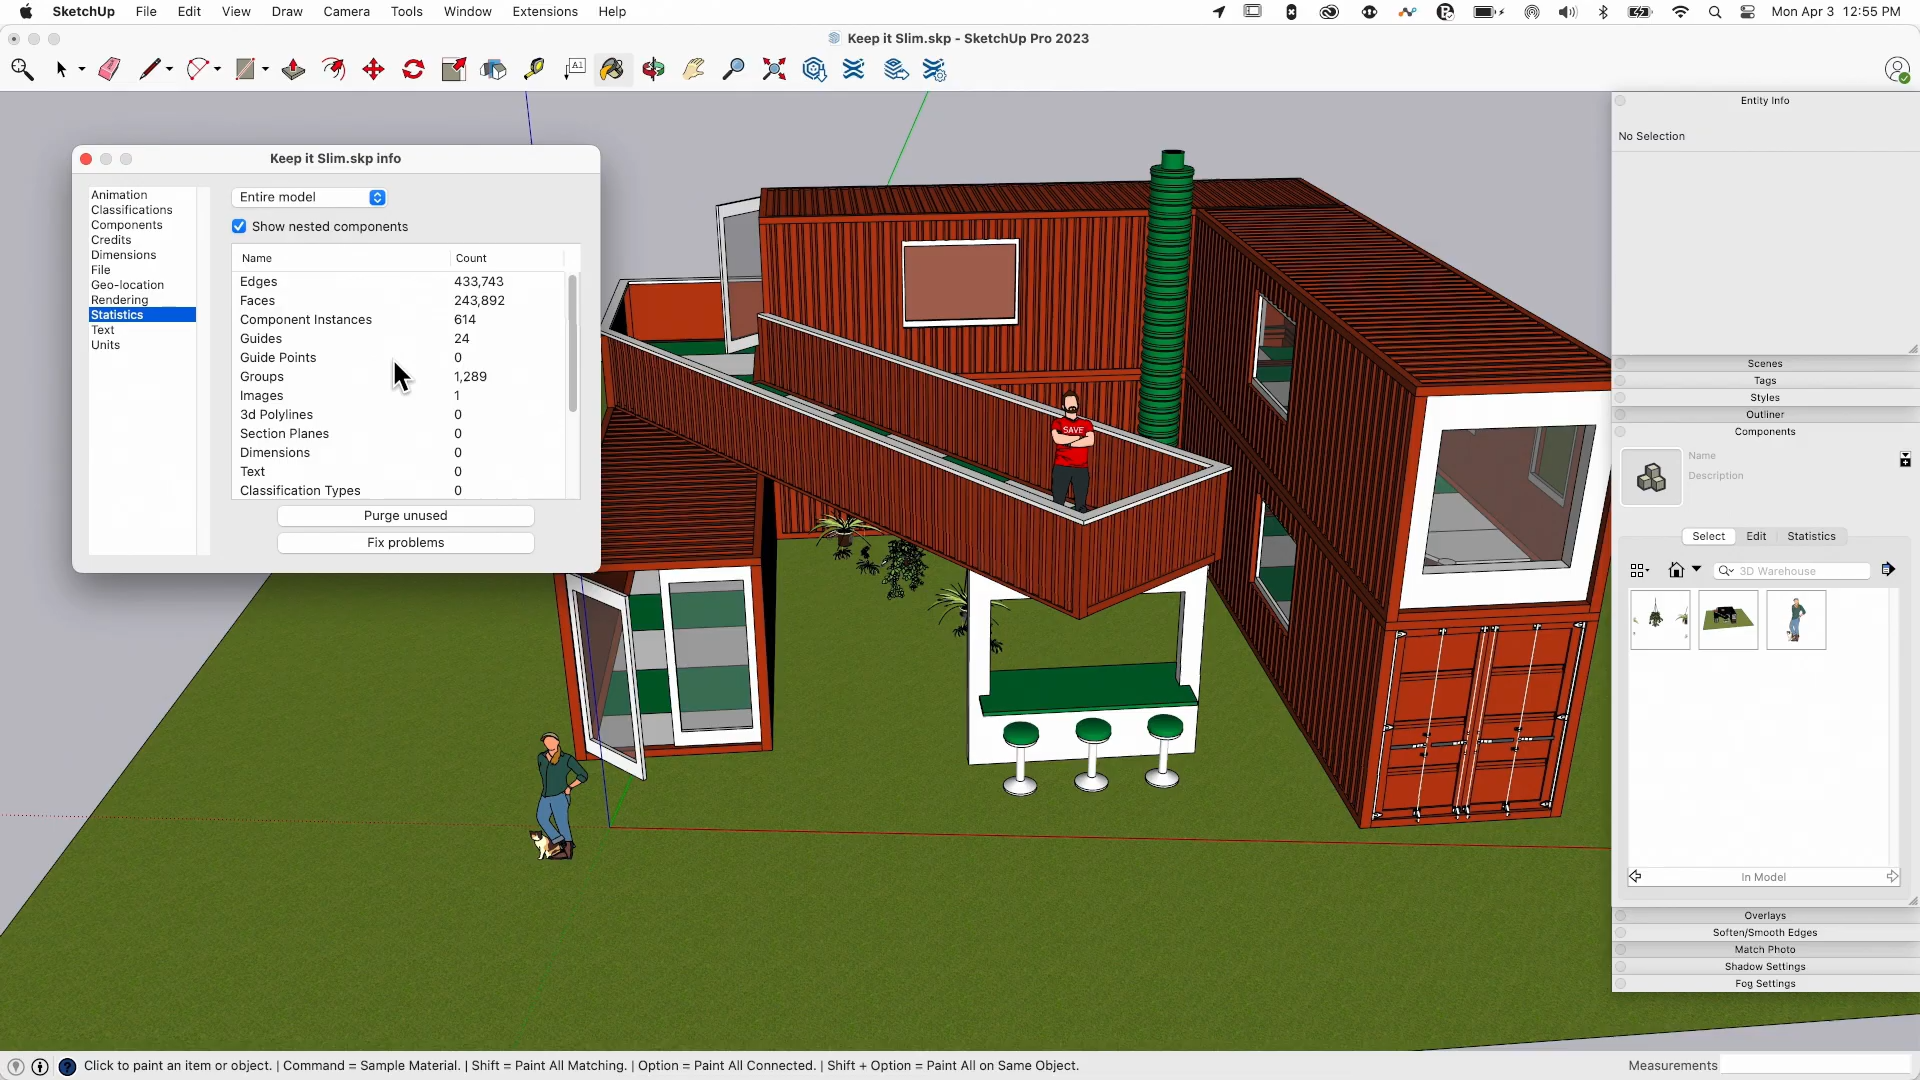 SketchUp File Edit View Draw Camera Tools Window Extensions Help
Mon Apr 3 12:55 PM
Keep it Slim.skp - SketchUp Pro 2023
A1
Keep it Slim.skp info
Animation
Classifications
Components
Credits
Dimensions
File
Geo-location
Rendering
Statistics
Text
Units
Entire model
Show nested components
Name Count
Edges 433,743
Faces 243,892
Component Instances 614
Guides 24
Guide Points 0
Groups 1,289
Images 1
3d Polylines 0
Section Planes 0
Dimensions 0
Text 0
Classification Types 0
Purge unused
Fix problems
SAVE
Entity Info
No Selection
Scenes
Tags
Styles
Outliner
Components
Name
Description
Select Edit Statistics
3D Warehouse
In Model
Overlays
Soften/Smooth Edges
Match Photo
Shadow Settings
Fog Settings
Click to paint an item or object. | Command = Sample Material. | Shift = Paint All Matching. | Option = Paint All Connected. | Shift + Option = Paint All on Same Object.
Measurements